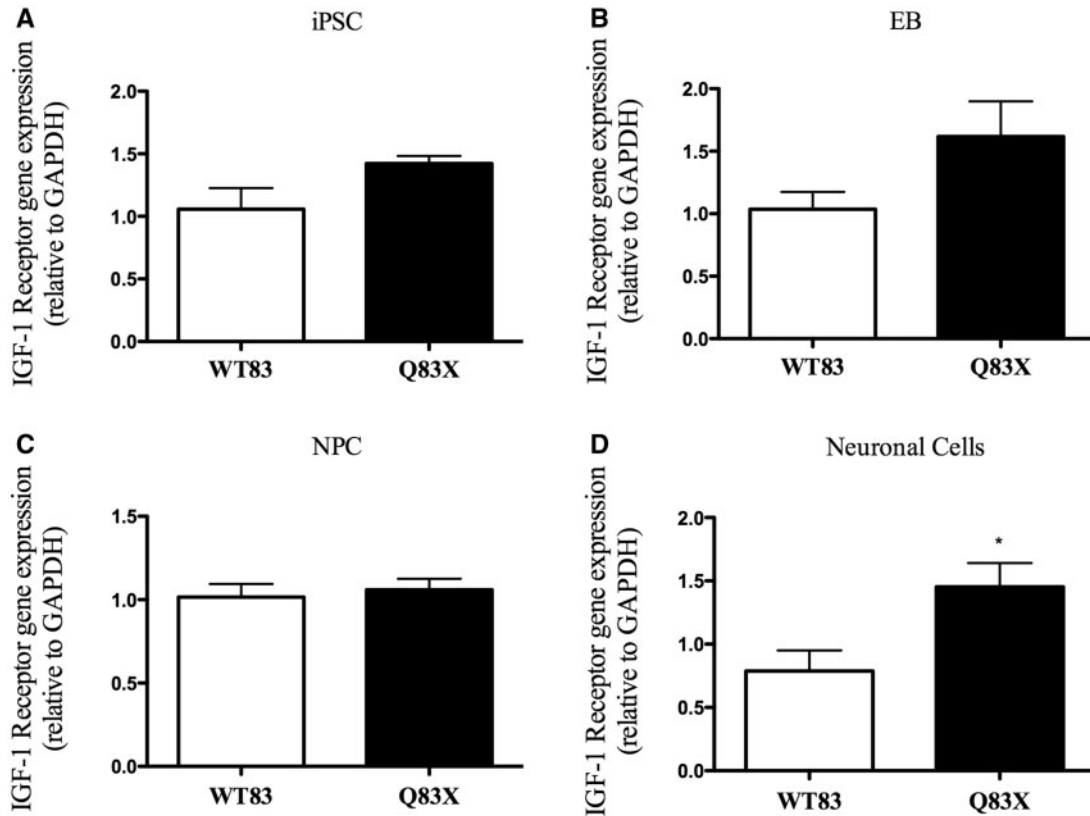 A
iPSC
IGF-1 Receptor gene expression
(relative to GAPDH)
2.0
1.5
1.0
0.5
0.0
WT83
Q83X
B
EB
IGF-1 Receptor gene expression
(relative to GAPDH)
2.0
1.5
1.0
0.5
0.0
WT83
Q83X
C
NPC
IGF-1 Receptor gene expression
(relative to GAPDH)
1.5
1.0
0.5
0.0
WT83
Q83X
D
Neuronal Cells
IGF-1 Receptor gene expression
(relative to GAPDH)
2.0
1.5
1.0
0.5
0.0
*
WT83
Q83X